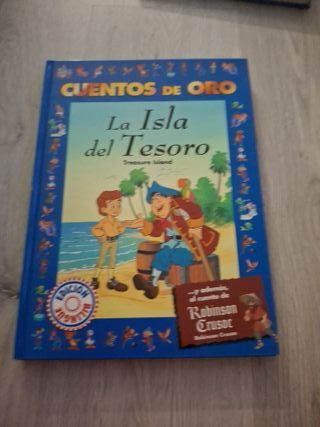 CUENTOS DE ORO
La Isla
del Tesoro
Treasure Island
EDICIÓN
BILINGÜE
...y además,
el cuento de
Robinson
Crusoe
Robinson Crusoe